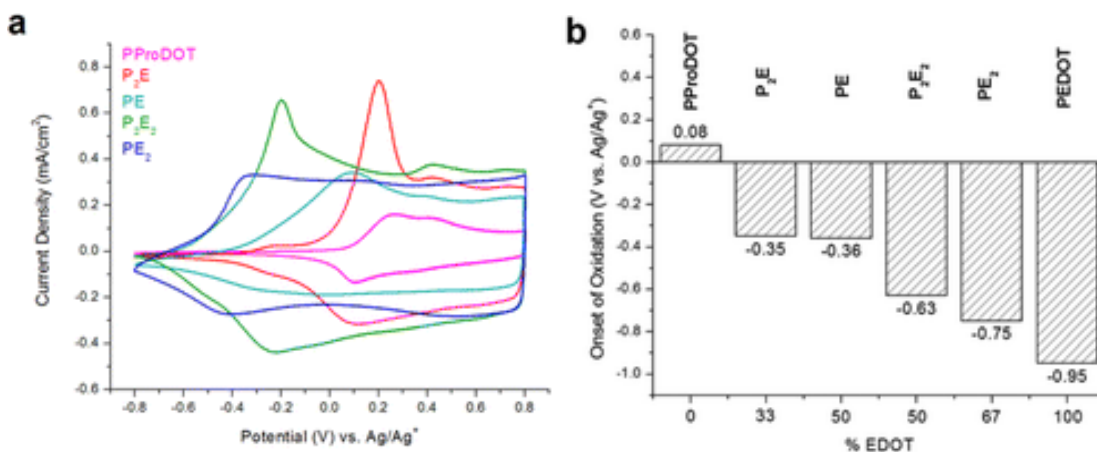 a
PProDOT
P₂E
PE
P₂E₂
PE₂
0.8
0.6
0.4
0.2
0.0
-0.2
-0.4
-0.6
-0.8
-0.6
-0.4
-0.2
0.0
0.2
0.4
0.6
0.8
Current Density (mA/cm²)
Potential (V) vs. Ag/Ag⁺
b
PProDOT
P₂E
PE
P₂E₂
PE₂
PEDOT
0.6
0.4
0.2
0.0
-0.2
-0.4
-0.6
-0.8
-1.0
0.08
-0.35
-0.36
-0.63
-0.75
-0.95
0
33
50
50
67
100
Onset of Oxidation (V vs. Ag/Ag⁺)
% EDOT